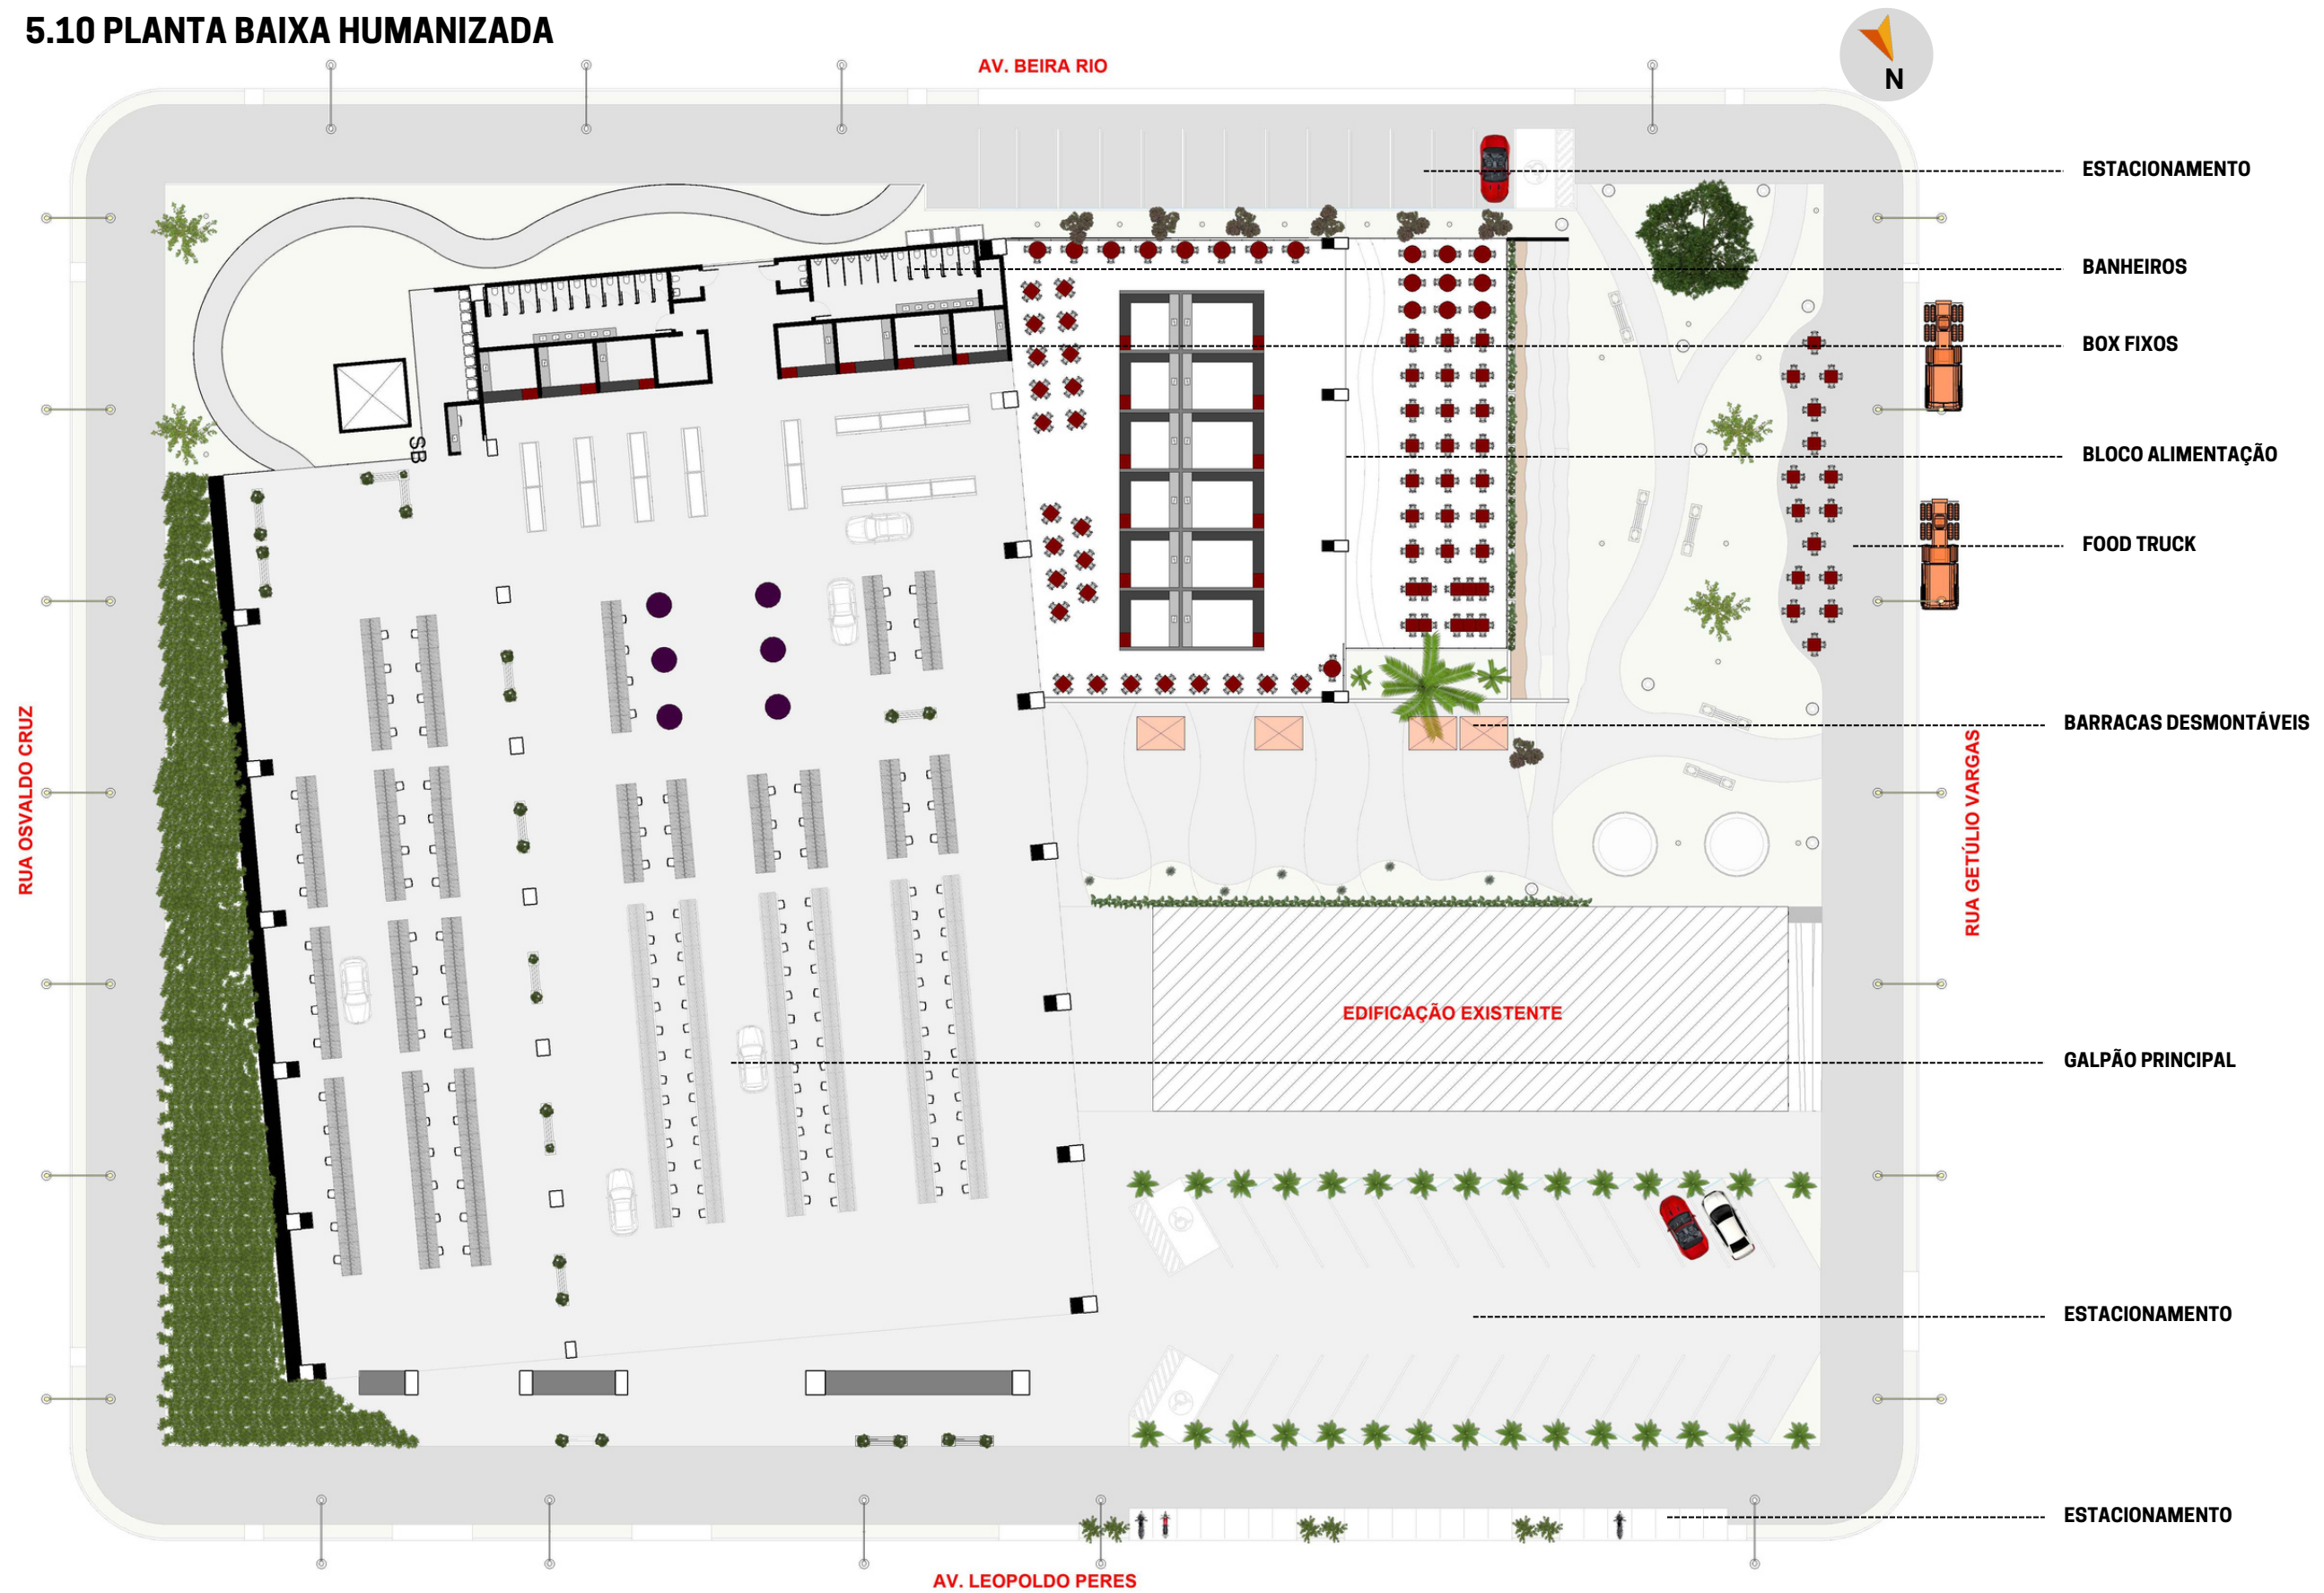 5.10 PLANTA BAIXA HUMANIZADA
N
AV. BEIRA RIO
ESTACIONAMENTO
BANHEIROS
BOX FIXOS
SB
BLOCO ALIMENTAÇÃO
FOOD TRUCK
BARRACAS DESMONTÁVEIS
RUA OSVALDO CRUZ
RUA GETÚLIO VARGAS
EDIFICAÇÃO EXISTENTE
GALPÃO PRINCIPAL
ESTACIONAMENTO
ESTACIONAMENTO
AV. LEOPOLDO PERES